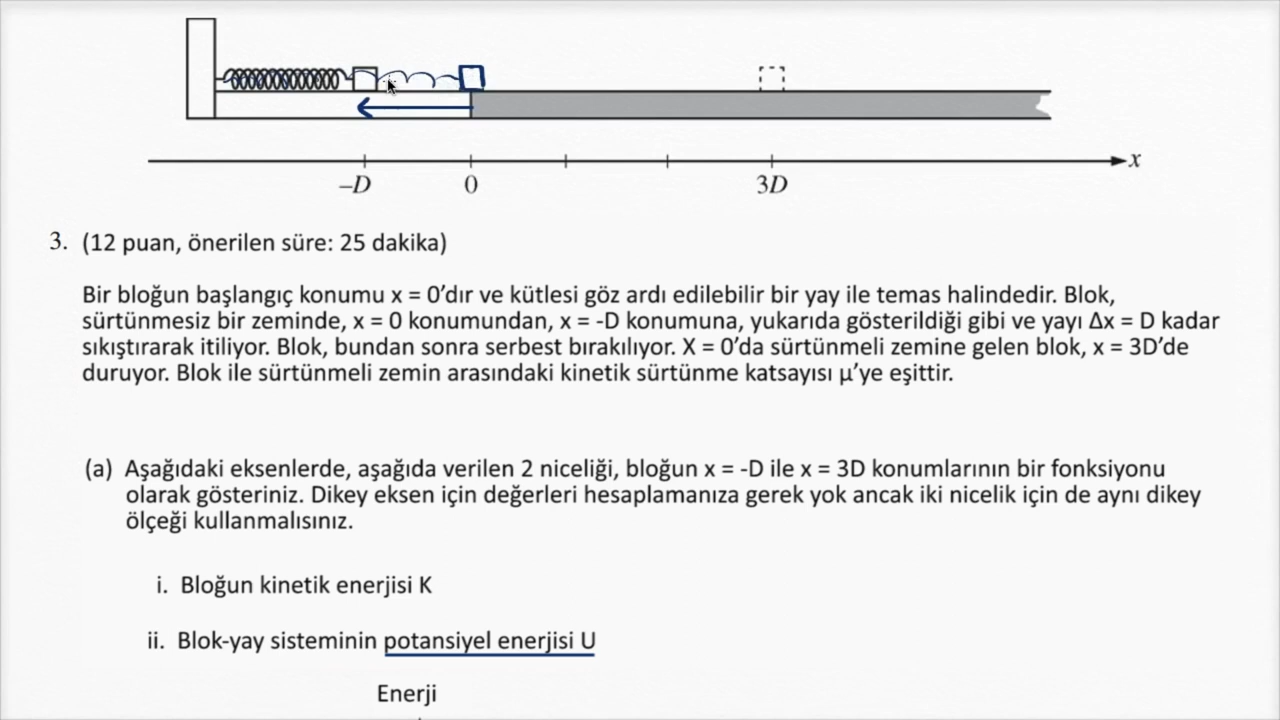 x
–D 0 3D
3. (12 puan, önerilen süre: 25 dakika)
Bir bloğun başlangıç konumu x = 0’dır ve kütlesi göz ardı edilebilir bir yay ile temas halindedir. Blok,
sürtünmesiz bir zeminde, x = 0 konumundan, x = -D konumuna, yukarıda gösterildiği gibi ve yayı Δx = D kadar
sıkıştırarak itiliyor. Blok, bundan sonra serbest bırakılıyor. X = 0’da sürtünmeli zemine gelen blok, x = 3D’de
duruyor. Blok ile sürtünmeli zemin arasındaki kinetik sürtünme katsayısı μ’ye eşittir.
(a) Aşağıdaki eksenlerde, aşağıda verilen 2 niceliği, bloğun x = -D ile x = 3D konumlarının bir fonksiyonu
olarak gösteriniz. Dikey eksen için değerleri hesaplamanıza gerek yok ancak iki nicelik için de aynı dikey
ölçeği kullanmalısınız.
i. Bloğun kinetik enerjisi K
ii. Blok-yay sisteminin potansiyel enerjisi U
Enerji